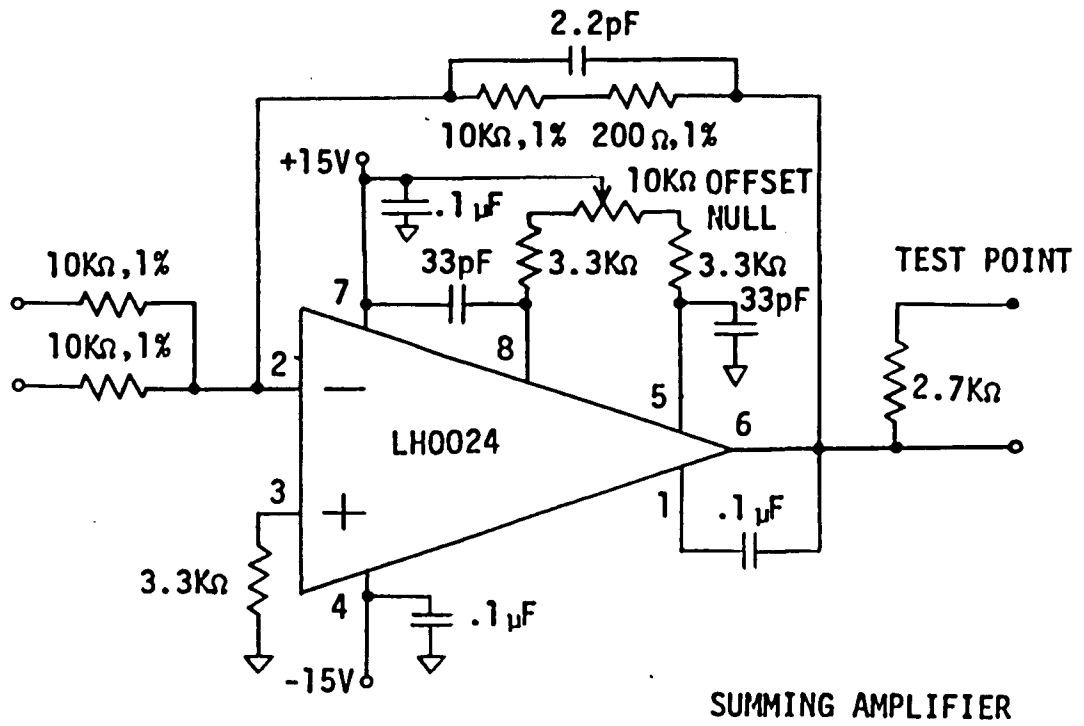 2.2pF
10KΩ,1% 200Ω,1%
+15V
10KΩ OFFSET
NULL
.1µF
10KΩ,1%
33pF
3.3KΩ
3.3KΩ
TEST POINT
7
33pF
10KΩ,1%
8
2
5
2.7KΩ
6
LH0024
3
1
.1µF
3.3KΩ
4
.1µF
-15V
SUMMING AMPLIFIER